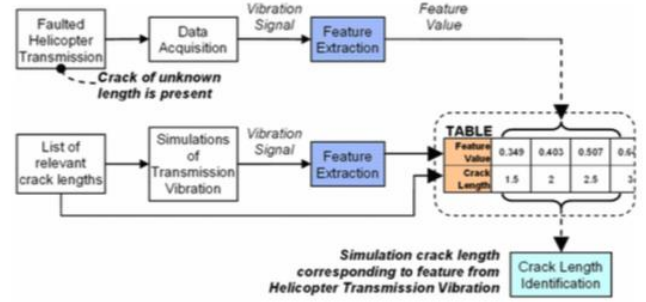 Faulted
Helicopter
Transmission
Data
Acquisition
Vibration
Signal
Feature
Extraction
Feature
Value
Crack of unknown
length is present
List of
relevant
crack lengths
Simulations
of
Transmission
Vibration
Vibration
Signal
Feature
Extraction
TABLE
Feature
Value
0.349 0.403 0.507
Crack
Length
1.5 2 2.5
Simulation crack length
corresponding to feature from
Helicopter Transmission Vibration
Crack Length
Identification